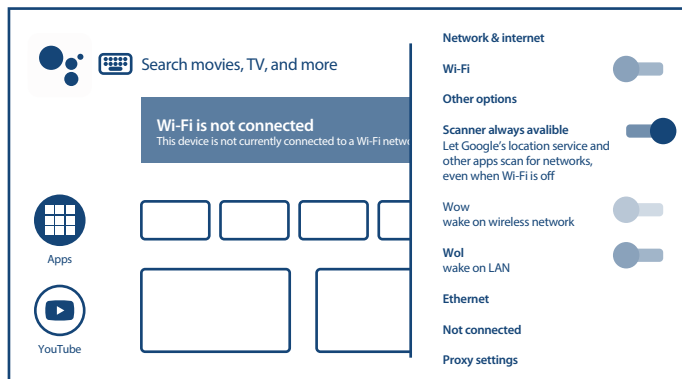 Search movies, TV, and more
Wi-Fi is not connected
This device is not currently connected to a Wi-Fi netwo
Apps
YouTube
Network & internet
Wi-Fi
Other options
Scanner always avalible
Let Google's location service and
other apps scan for networks,
even when Wi-Fi is off
Wow
wake on wireless network
Wol
wake on LAN
Ethernet
Not connected
Proxy settings